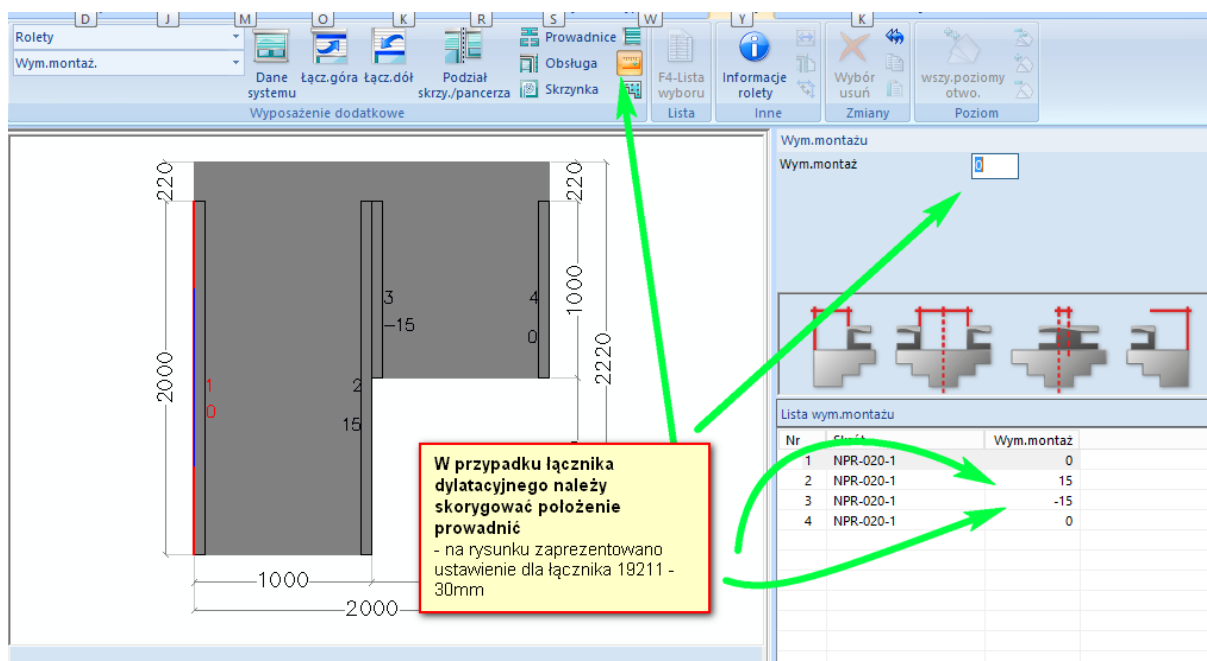 D J M O K R S W Y K
Rolety
Wym.montaż.
Dane systemu
Łącz.góra
Łącz.dół
Podział skrzy./pancerza
Prowadnice
Obsługa
Skrzynka
F4-Lista wyboru
Informacje rolety
Wybór usuń
wszy.poziomy otwo.
Wyposażenie dodatkowe
Lista
Inne
Zmiany
Poziom
220
220
2000
1000
2220
1
0
2
15
3
-15
4
0
1000
2000
W przypadku łącznika
dylatacyjnego należy
skorygować położenie
prowadnić
- na rysunku zaprezentowano
ustawienie dla łącznika 19211 -
30mm
Wym.montażu
Wym.montaż 0
Lista wym.montażu
Nr Wym.montaż
1 NPR-020-1 0
2 NPR-020-1 15
3 NPR-020-1 -15
4 NPR-020-1 0